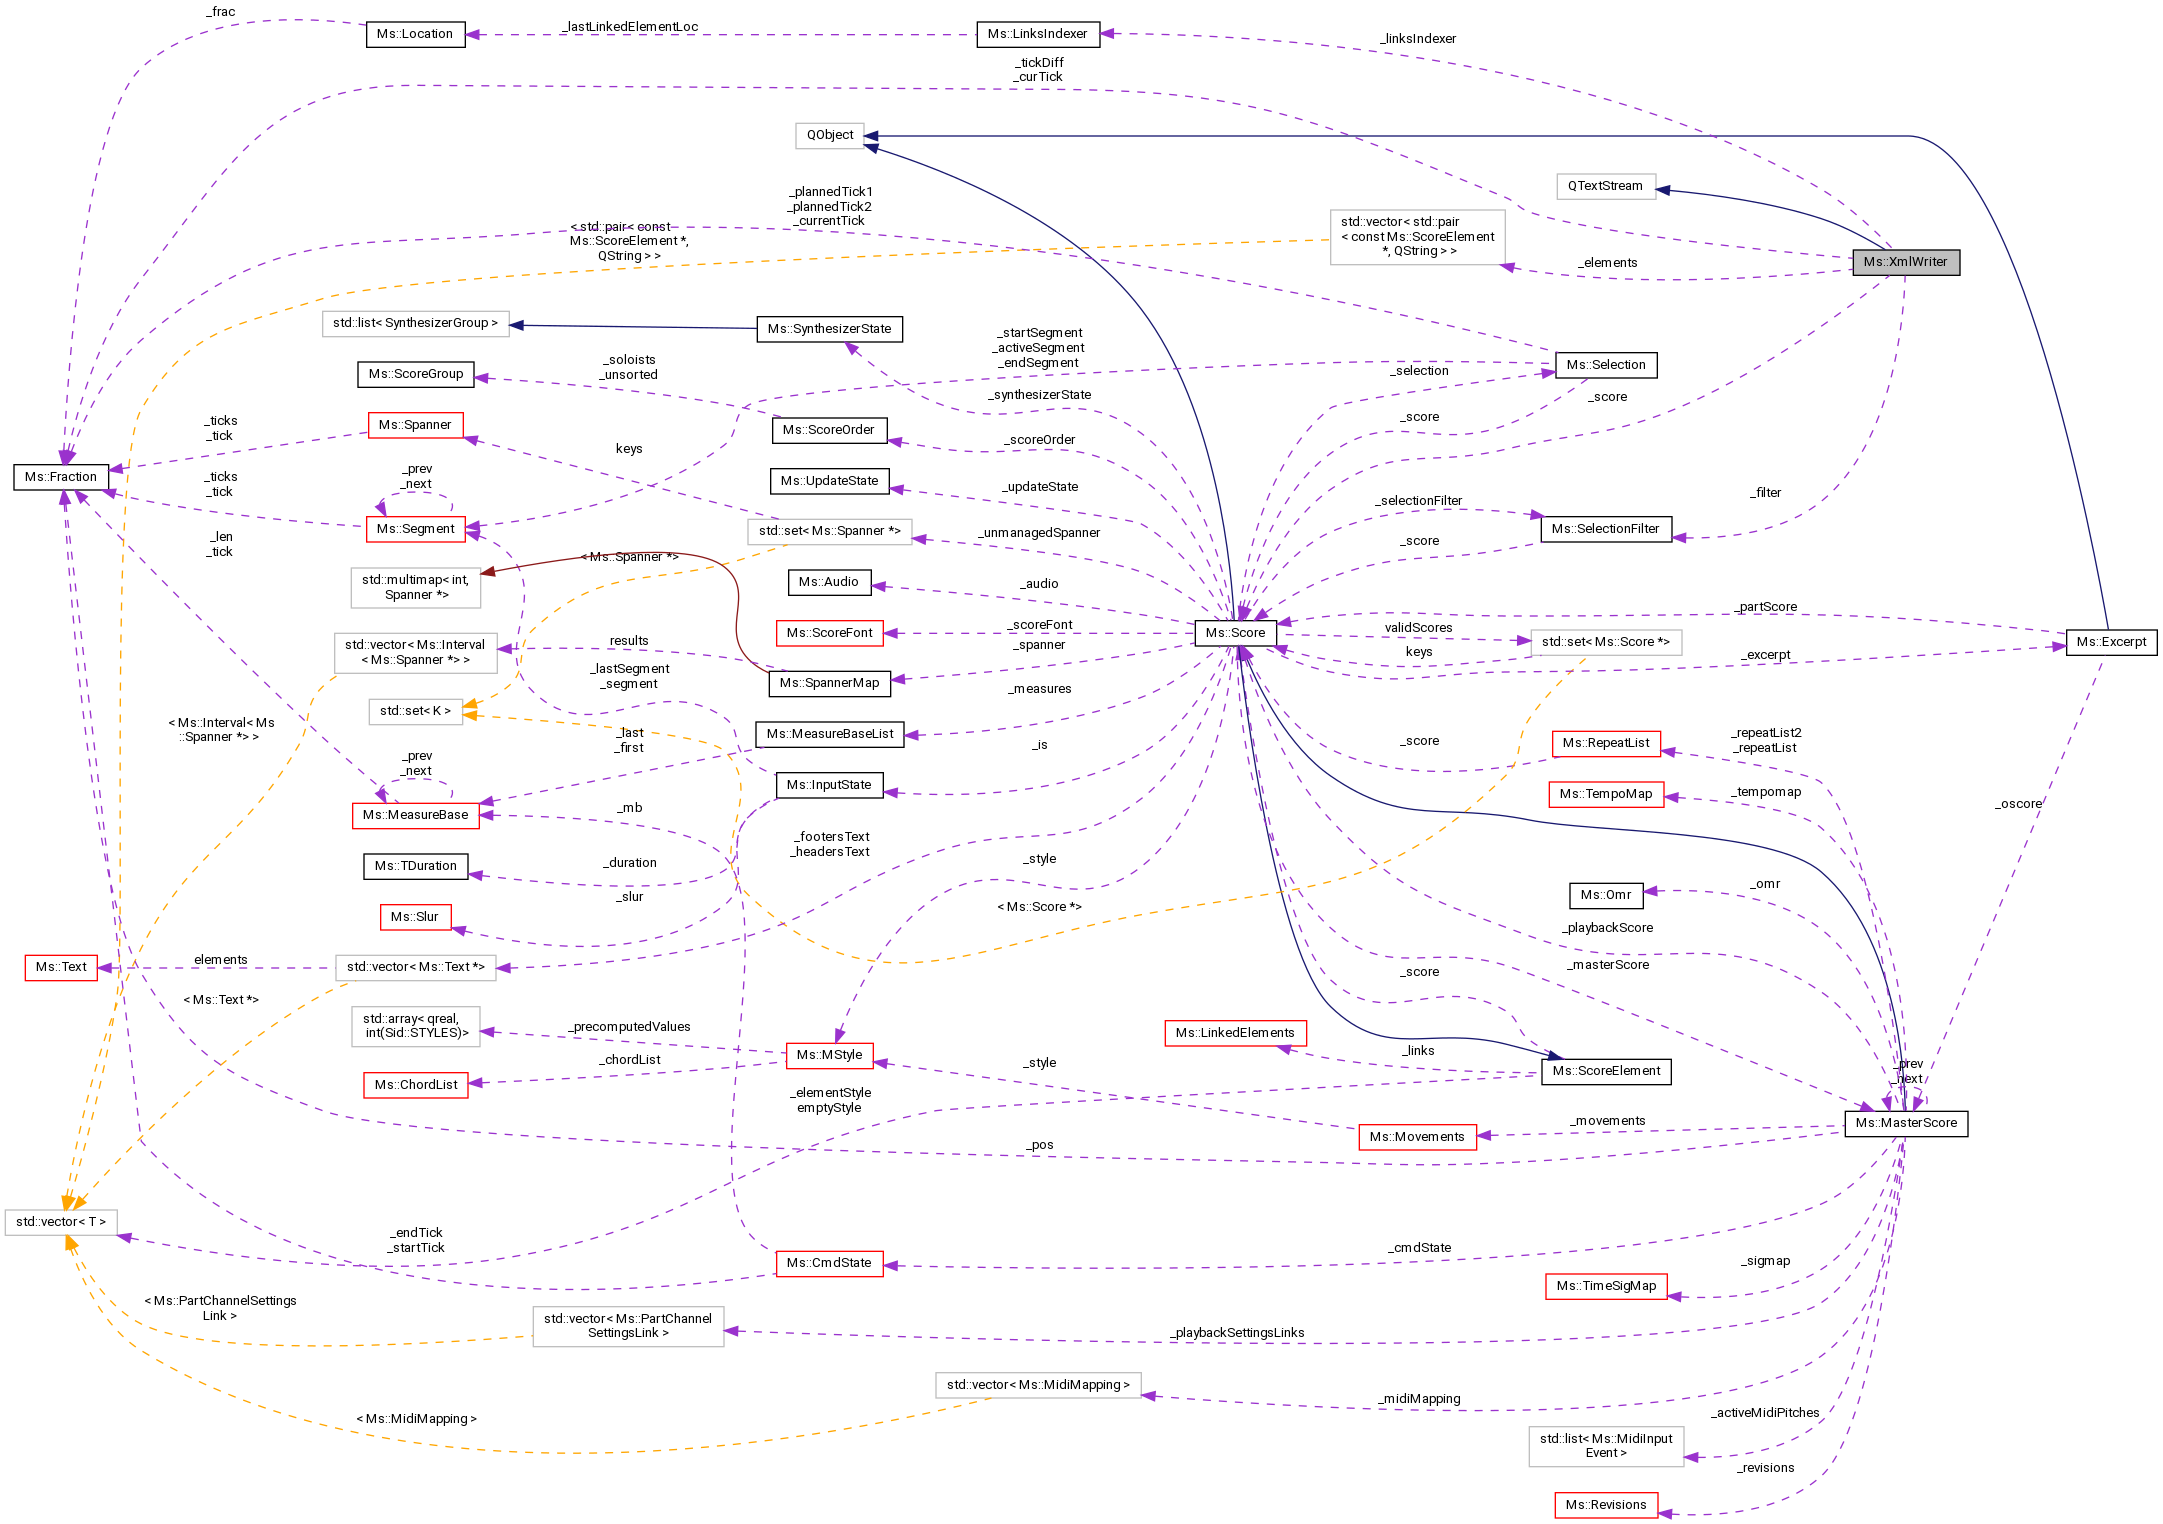 _frac
Ms::Location
_lastLinkedElementLoc
Ms::LinksIndexer
_linksIndexer
_tickDiff
_curTick
QObject
QTextStream
_plannedTick1
_plannedTick2
_currentTick
< std::pair< const
Ms::ScoreElement *,
QString > >
std::vector< std::pair
< const Ms::ScoreElement
*, QString > >
_elements
Ms::XmlWriter
std::list< SynthesizerGroup >
Ms::SynthesizerState
_startSegment
_activeSegment
_endSegment
Ms::ScoreGroup
_soloists
_unsorted
_selection
Ms::Selection
_synthesizerState
_score
_score
_ticks
_tick
Ms::Spanner
Ms::ScoreOrder
_scoreOrder
keys
Ms::Fraction
_ticks
_tick
_prev
_next
Ms::UpdateState
_updateState
_selectionFilter
_filter
Ms::Segment
std::set< Ms::Spanner *>
_unmanagedSpanner
Ms::SelectionFilter
_score
_len
_tick
< Ms::Spanner *>
std::multimap< int,
Spanner *>
Ms::Audio
_audio
_partScore
Ms::ScoreFont
_scoreFont
Ms::Score
validScores
keys
std::set< Ms::Score *>
Ms::Excerpt
std::vector< Ms::Interval
< Ms::Spanner *> >
results
_spanner
_excerpt
_lastSegment
_segment
Ms::SpannerMap
_measures
std::set< K >
< Ms::Interval< Ms
::Spanner *> >
_last
_first
Ms::MeasureBaseList
_is
_score
Ms::RepeatList
_repeatList2
_repeatList
_prev
_next
Ms::InputState
Ms::TempoMap
_tempomap
_oscore
Ms::MeasureBase
_mb
_footersText
_headersText
Ms::TDuration
_duration
_style
Ms::Omr
_omr
Ms::Slur
_slur
< Ms::Score *>
_playbackScore
Ms::Text
elements
std::vector< Ms::Text *>
_score
_masterScore
< Ms::Text *>
std::array< qreal,
int(Sid::STYLES)>
_precomputedValues
Ms::MStyle
Ms::LinkedElements
_links
Ms::ScoreElement
_chordList
Ms::ChordList
_style
_prev
_next
_elementStyle
emptyStyle
Ms::Movements
_movements
Ms::MasterScore
_pos
std::vector< T >
_endTick
_startTick
Ms::CmdState
_cmdState
_sigmap
Ms::TimeSigMap
< Ms::PartChannelSettings
Link >
std::vector< Ms::PartChannel
SettingsLink >
_playbackSettingsLinks
std::vector< Ms::MidiMapping >
_midiMapping
< Ms::MidiMapping >
_activeMidiPitches
std::list< Ms::MidiInput
Event >
_revisions
Ms::Revisions